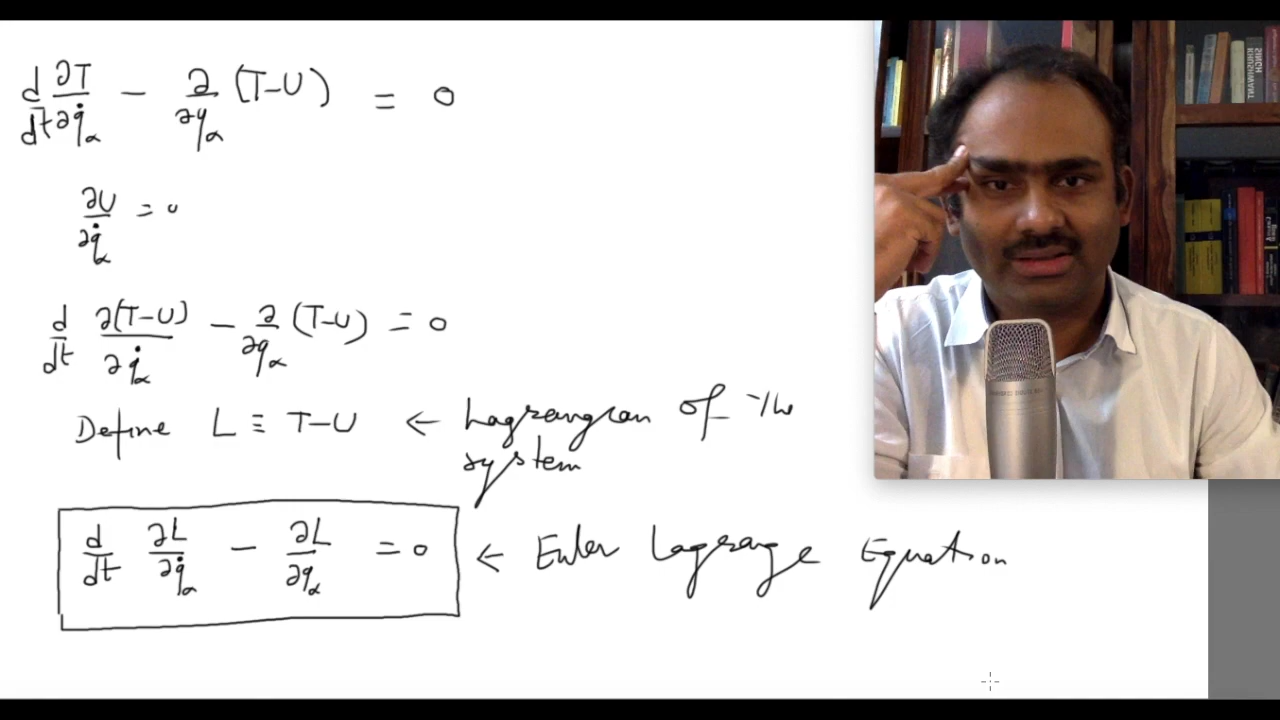 d/dt ∂T/∂q̇α − ∂/∂qα (T−U) = 0
∂U/∂q̇α = 0
d/dt ∂(T−U)/∂q̇α − ∂/∂qα (T−U) = 0
Define L ≡ T−U ← Lagrangian of the
system
d/dt ∂L/∂q̇α − ∂L/∂qα = 0 ← Euler Lagrange Equation